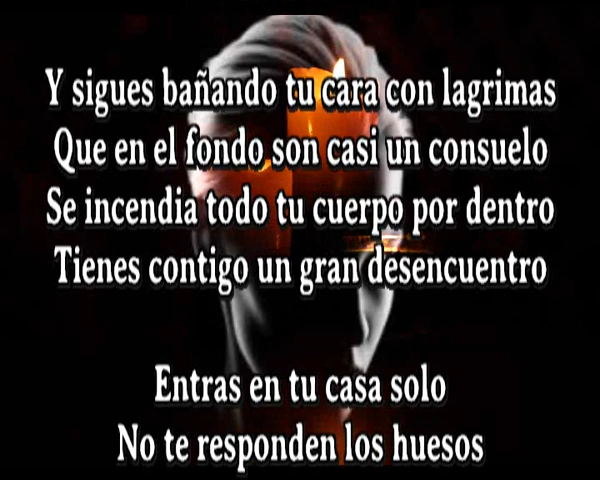 Y sigues bañando tu cara con lagrimas
Que en el fondo son casi un consuelo
Se incendia todo tu cuerpo por dentro
Tienes contigo un gran desencuentro
Entras en tu casa solo
No te responden los huesos